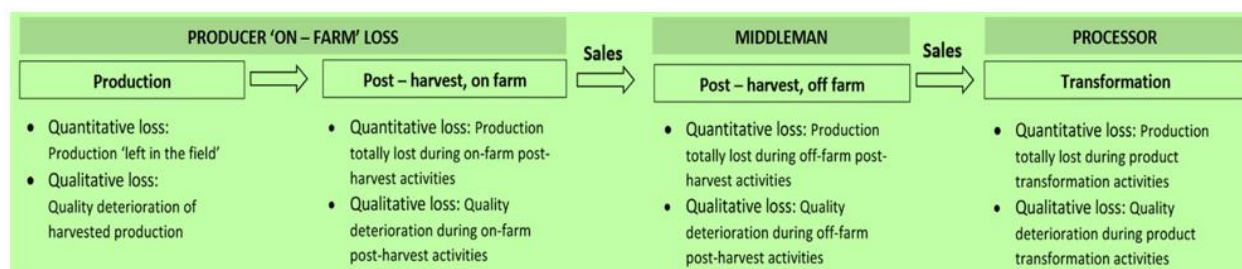 PRODUCER ‘ON – FARM’ LOSS
Sales
MIDDLEMAN
Sales
PROCESSOR
Production
Post – harvest, on farm
Post – harvest, off farm
Transformation
• Quantitative loss:
Production ‘left in the field’
• Qualitative loss:
Quality deterioration of
harvested production
• Quantitative loss: Production
totally lost during on-farm post-
harvest activities
• Qualitative loss: Quality
deterioration during on-farm
post-harvest activities
• Quantitative loss: Production
totally lost during off-farm post-
harvest activities
• Qualitative loss: Quality
deterioration during off-farm
post-harvest activities
• Quantitative loss: Production
totally lost during product
transformation activities
• Qualitative loss: Quality
deterioration during product
transformation activities